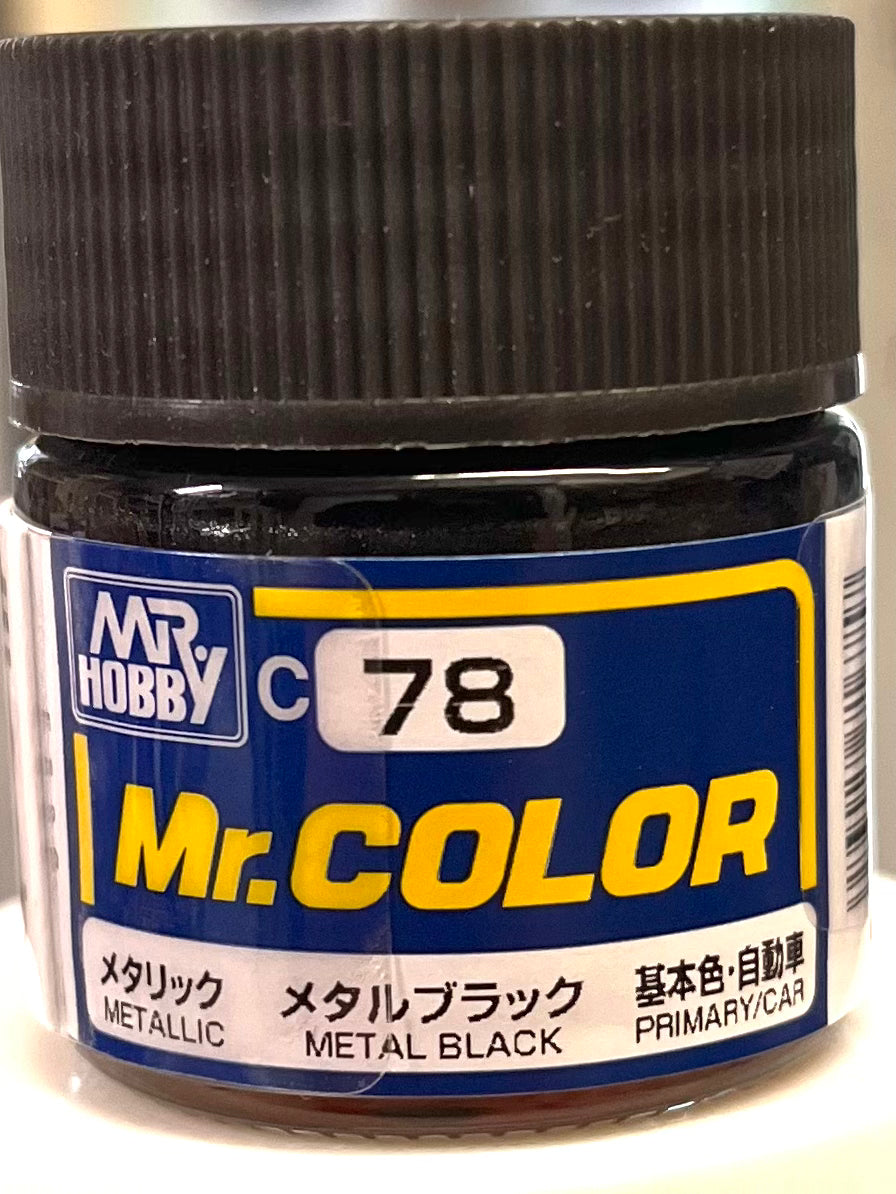 MR.
HOBBY
C 78
Mr.COLOR
メタリック
METALLIC
メタルブラック
METAL BLACK
基本色・自動車
PRIMARY/CAR